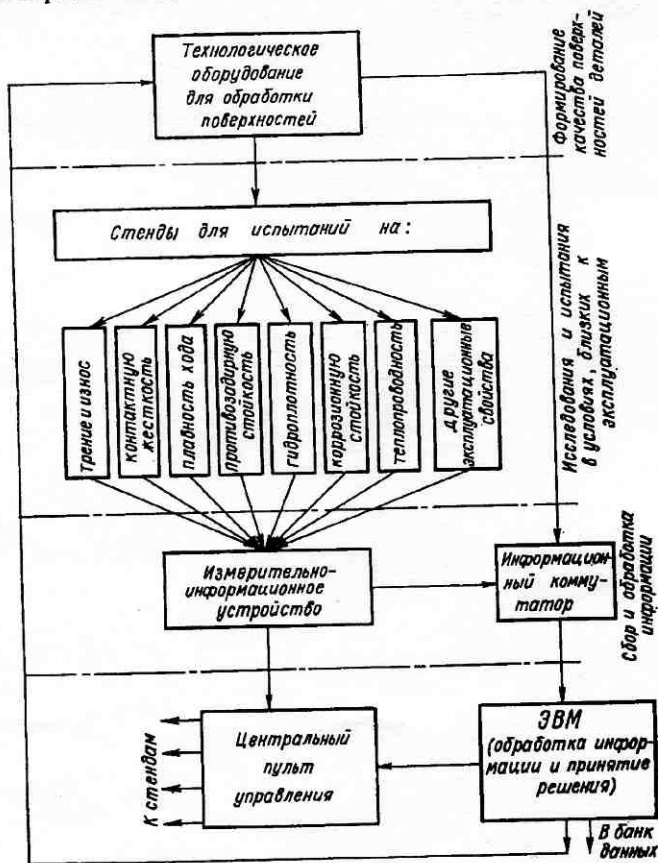 Технологическое
оборудование
для обработки
поверхностей
Формирование
качества поверх-
ностей деталей
Стенды для испытаний на:
трение и износ
контактную
жесткость
плавность хода
противозадирную
стойкость
гидроплотность
коррозионную
стойкость
теплопроводность
другие
эксплуатационные
свойства
Исследования и испытания
в условиях, близких к
эксплуатационным
Измерительно-
информационное
устройство
Информацион-
ный комму-
татор
Сбор и обработка
информации
К стендам
Центральный
пульт
управления
ЭВМ
(обработка инфор-
мации и принятие
решения)
В банк
данных